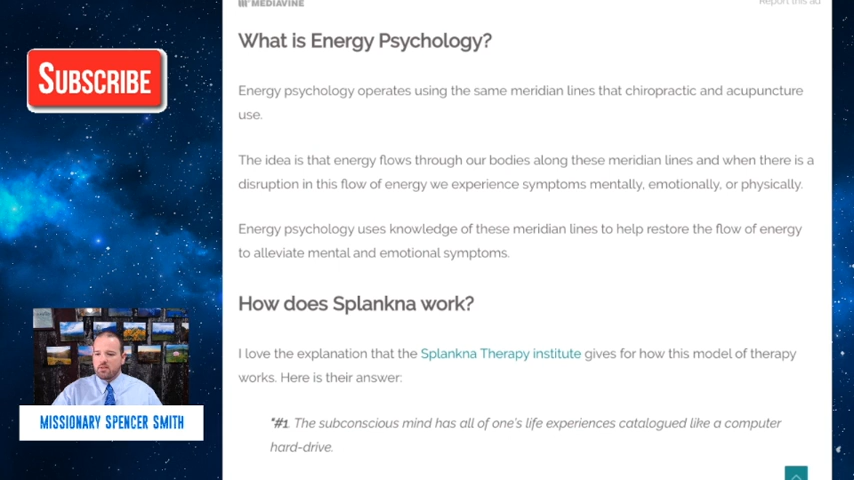 MEDIAVINE
Report this ad
What is Energy Psychology?
Energy psychology operates using the same meridian lines that chiropractic and acupuncture
use.
The idea is that energy flows through our bodies along these meridian lines and when there is a
disruption in this flow of energy we experience symptoms mentally, emotionally, or physically.
Energy psychology uses knowledge of these meridian lines to help restore the flow of energy
to alleviate mental and emotional symptoms.
How does Splankna work?
I love the explanation that the Splankna Therapy institute gives for how this model of therapy
works. Here is their answer:
"#1. The subconscious mind has all of one's life experiences catalogued like a computer
hard-drive.
SUBSCRIBE
MISSIONARY SPENCER SMITH